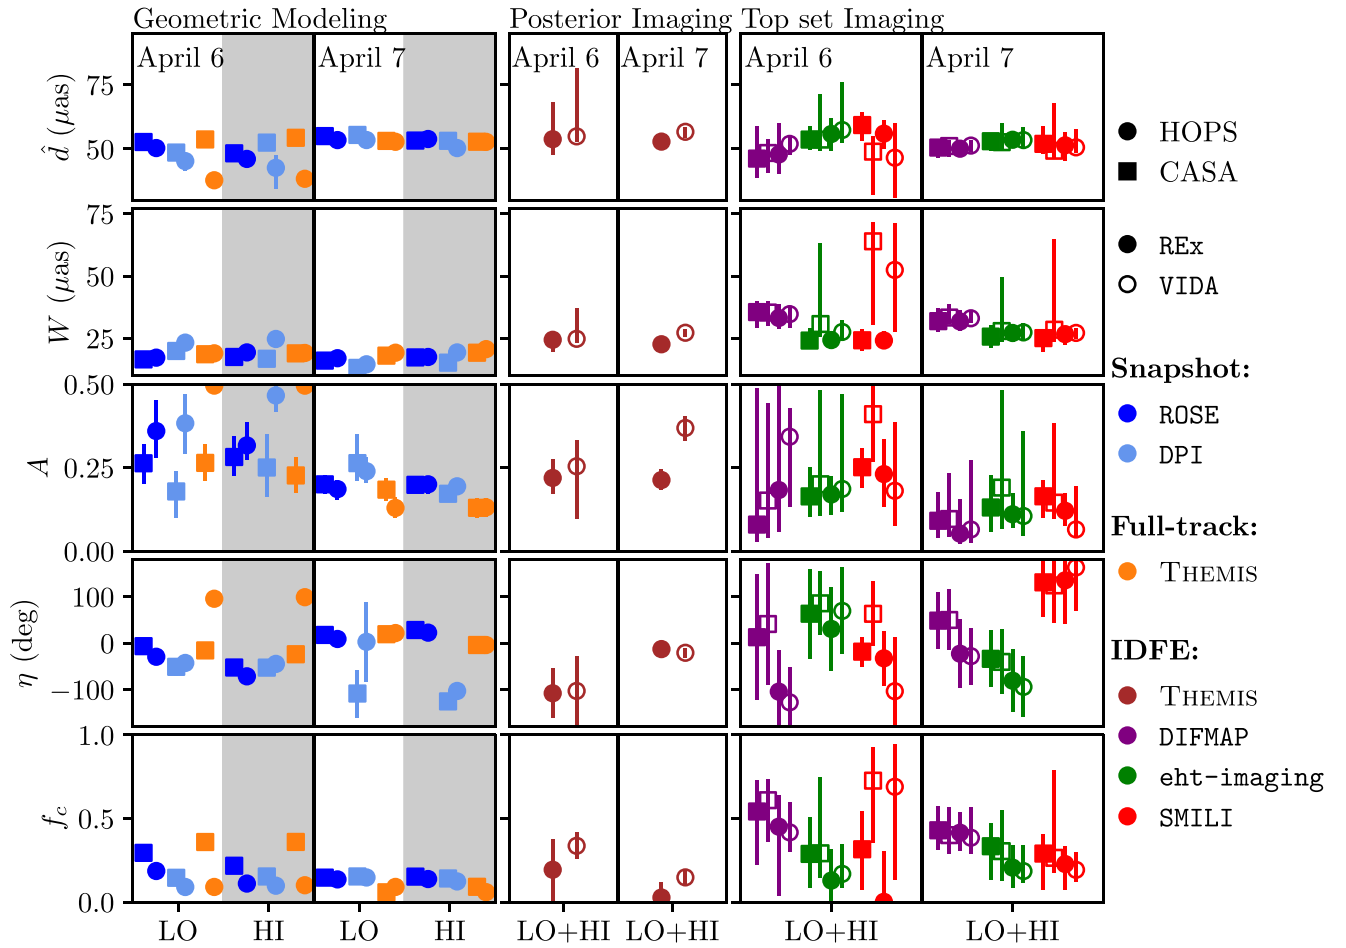 Geometric Modeling
Posterior Imaging
Top set Imaging
April 6
April 7
April 6
April 7
April 6
April 7
d̂ (μas)
75
50
W (μas)
75
50
25
A
0.50
0.25
0.00
η (deg)
100
0
−100
f_c
1.0
0.5
0.0
LO
HI
LO
HI
LO+HI
LO+HI
LO+HI
LO+HI
HOPS
CASA
REx
VIDA
Snapshot:
ROSE
DPI
Full-track:
THEMIS
IDFE:
THEMIS
DIFMAP
eht-imaging
SMILI